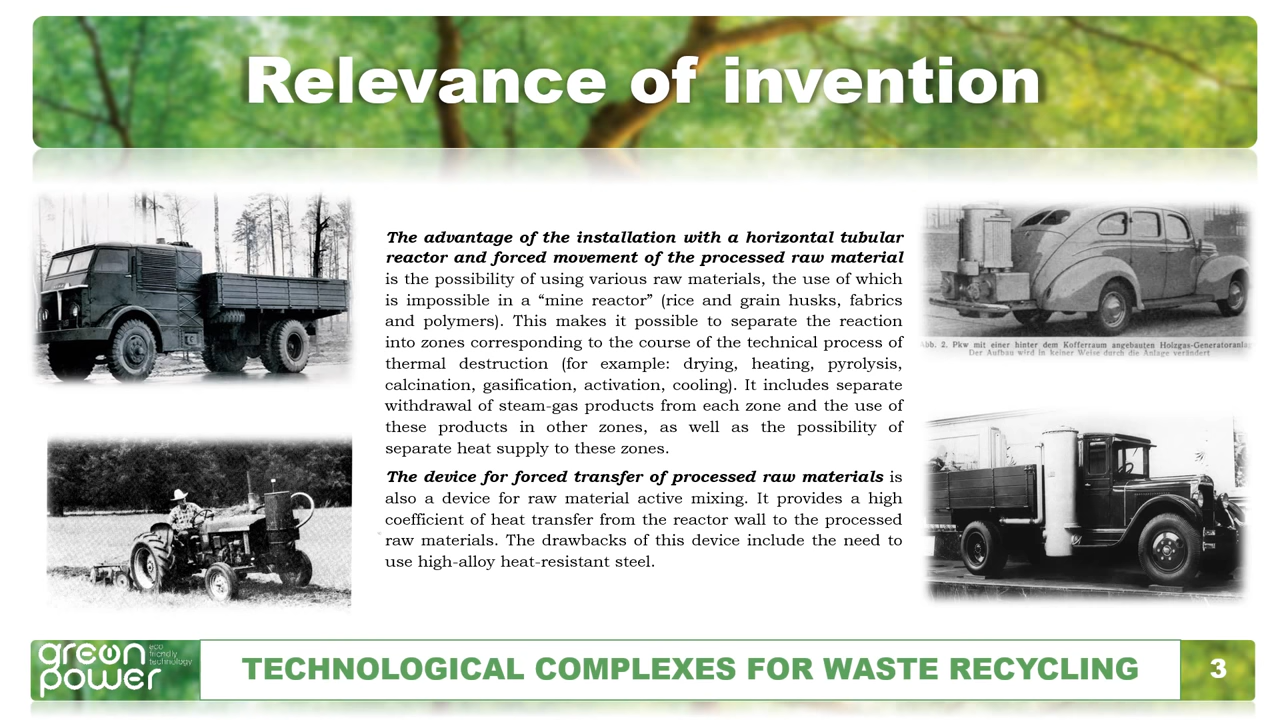 Relevance of invention
The advantage of the installation with a horizontal tubular
reactor and forced movement of the processed raw material
is the possibility of using various raw materials, the use of which
is impossible in a “mine reactor” (rice and grain husks, fabrics
and polymers). This makes it possible to separate the reaction
into zones corresponding to the course of the technical process of
thermal destruction (for example: drying, heating, pyrolysis,
calcination, gasification, activation, cooling). It includes separate
withdrawal of steam-gas products from each zone and the use of
these products in other zones, as well as the possibility of
separate heat supply to these zones.
The device for forced transfer of processed raw materials is
also a device for raw material active mixing. It provides a high
coefficient of heat transfer from the reactor wall to the processed
raw materials. The drawbacks of this device include the need to
use high-alloy heat-resistant steel.
Abb. 2. Pkw mit einer hinter dem Kofferraum angebauten Holzgas-Generatoranlag
Der Aufbau wird in keiner Weise durch die Anlage verändert
green power
eco
friendly
technology
TECHNOLOGICAL COMPLEXES FOR WASTE RECYCLING
3